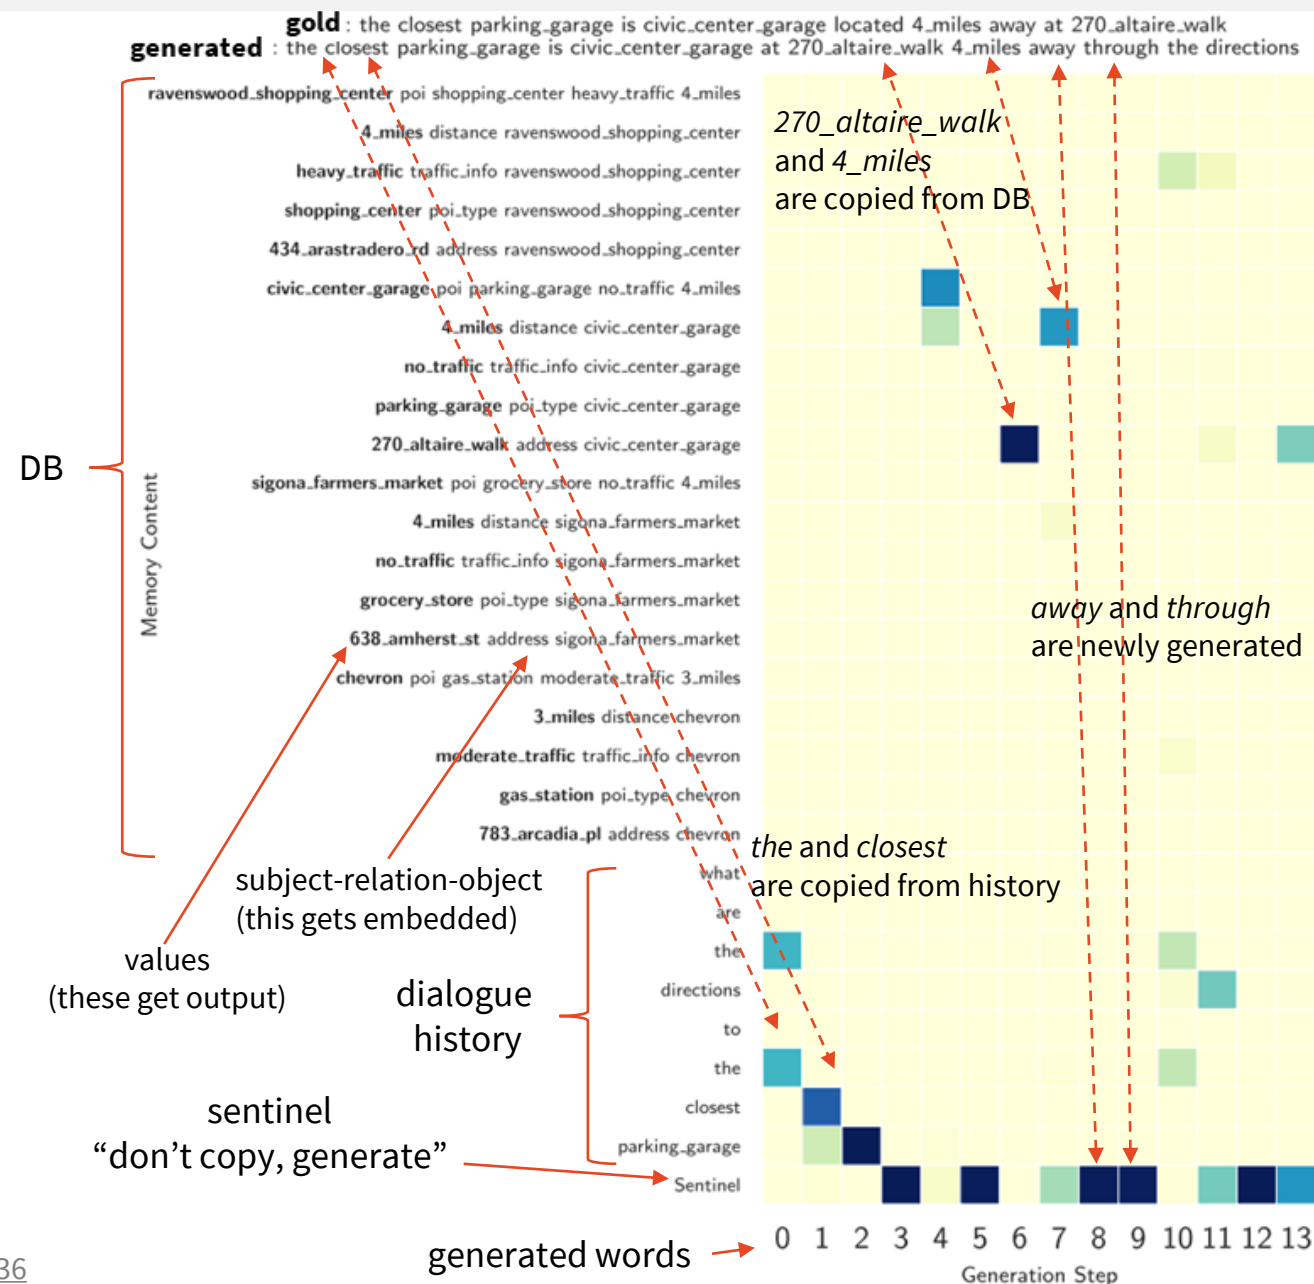 gold : the closest parking_garage is civic_center_garage located 4_miles away at 270_altaire_walk
generated : the closest parking_garage is civic_center_garage at 270_altaire_walk 4_miles away through the directions
ravenswood_shopping_center poi shopping_center heavy_traffic 4_miles
4_miles distance ravenswood_shopping_center
heavy_traffic traffic_info ravenswood_shopping_center
shopping_center poi_type ravenswood_shopping_center
434_arastradero_rd address ravenswood_shopping_center
civic_center_garage poi parking_garage no_traffic 4_miles
4_miles distance civic_center_garage
no_traffic traffic_info civic_center_garage
parking_garage poi_type civic_center_garage
270_altaire_walk address civic_center_garage
sigona_farmers_market poi grocery_store no_traffic 4_miles
4_miles distance sigona_farmers_market
no_traffic traffic_info sigona_farmers_market
grocery_store poi_type sigona_farmers_market
638_amherst_st address sigona_farmers_market
chevron poi gas_station moderate_traffic 3_miles
3_miles distance chevron
moderate_traffic traffic_info chevron
gas_station poi_type chevron
783_arcadia_pl address chevron
what
are
the
directions
to
the
closest
parking_garage
Sentinel
DB
Memory Content
270_altaire_walk
and 4_miles
are copied from DB
away and through
are newly generated
the and closest
are copied from history
subject-relation-object
(this gets embedded)
values
(these get output)
dialogue
history
sentinel
“don’t copy, generate”
generated words
0 1 2 3 4 5 6 7 8 9 10 11 12 13
Generation Step
36